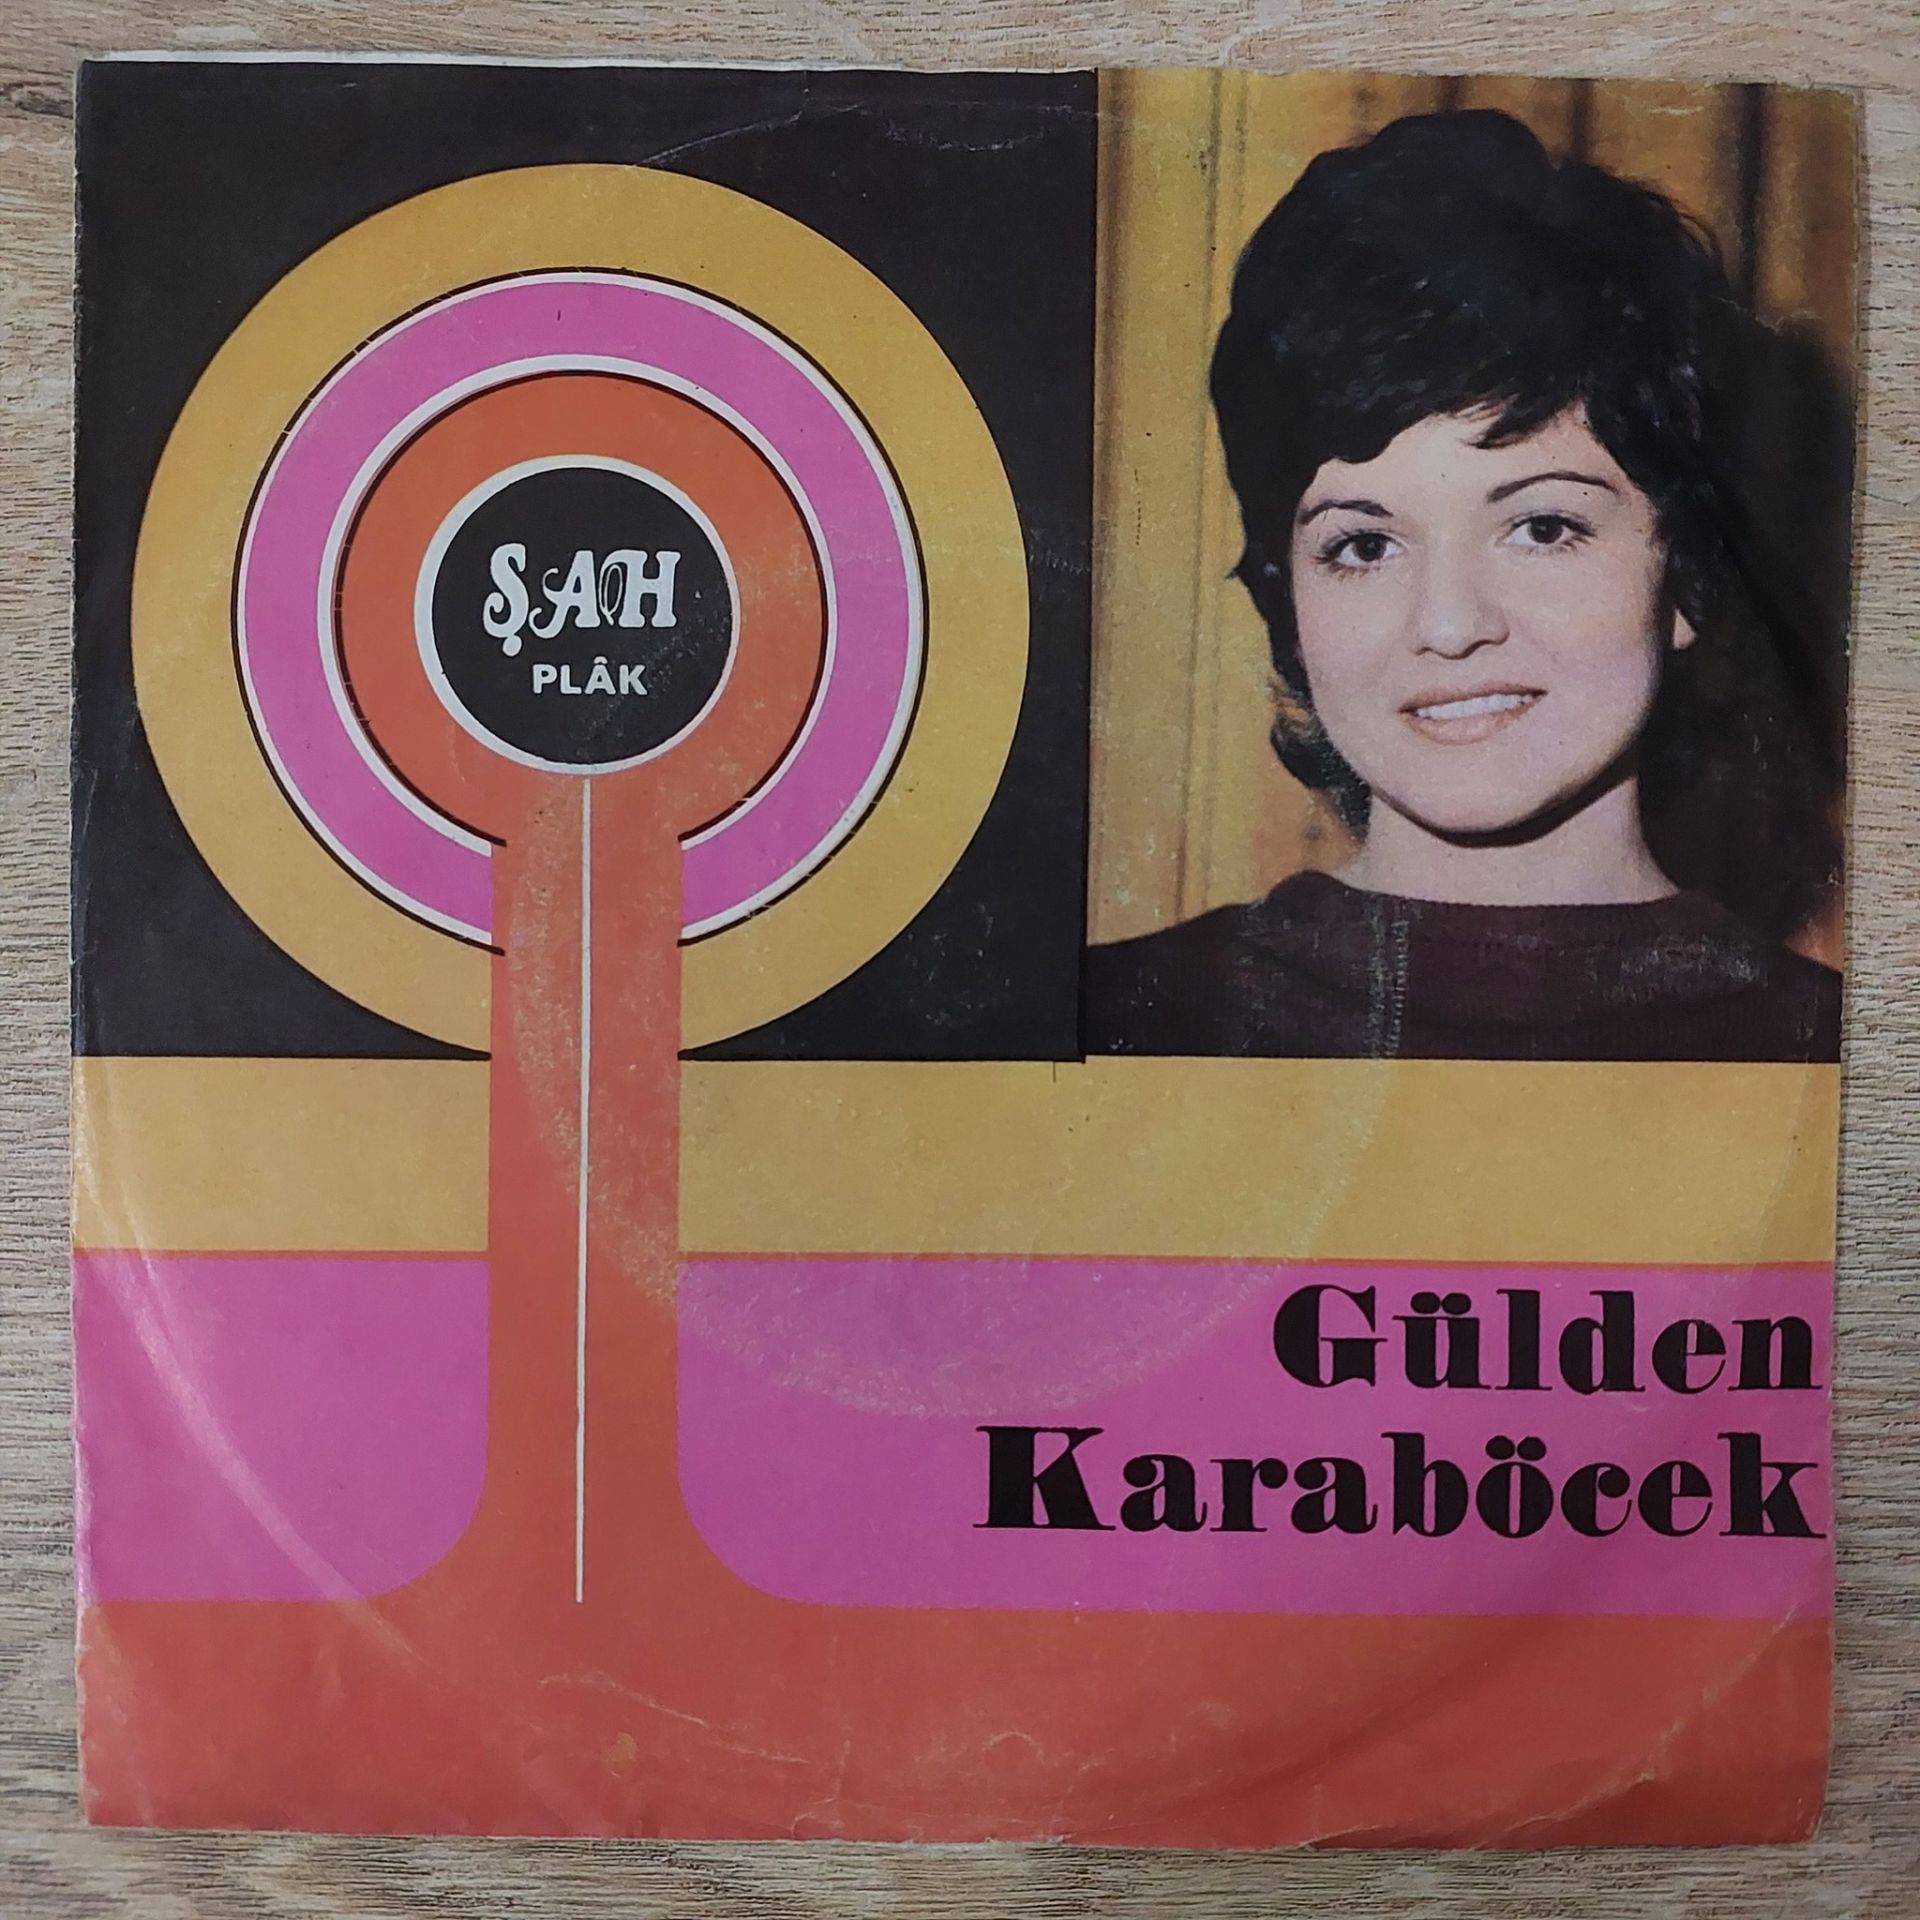 ŞAH
PLÂK
Gülden
Karaböcek